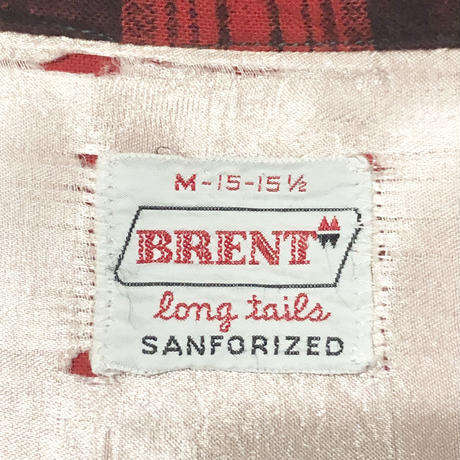 M-15-15½
BRENT
long tails
SANFORIZED